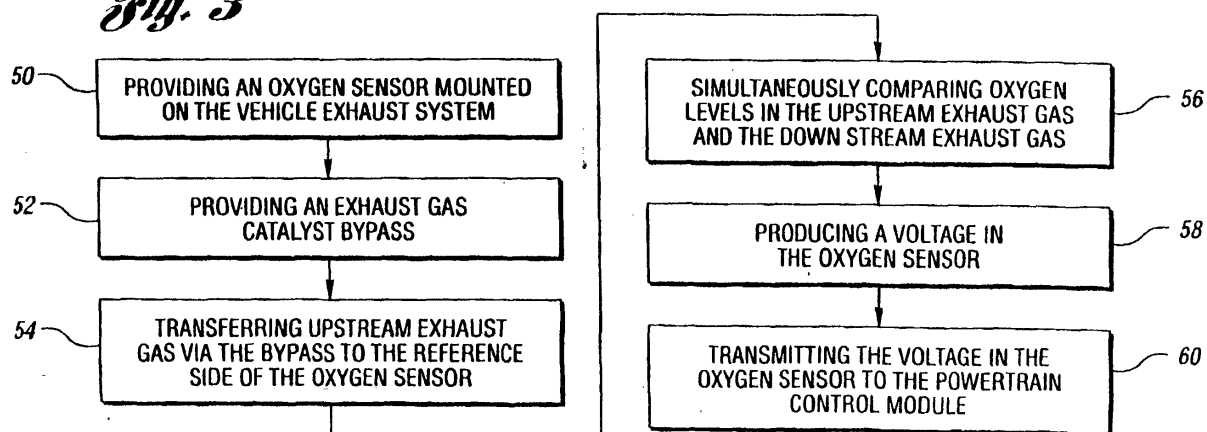 Fig. 3
50
PROVIDING AN OXYGEN SENSOR MOUNTED
ON THE VEHICLE EXHAUST SYSTEM
52
PROVIDING AN EXHAUST GAS
CATALYST BYPASS
54
TRANSFERRING UPSTREAM EXHAUST
GAS VIA THE BYPASS TO THE REFERENCE
SIDE OF THE OXYGEN SENSOR
SIMULTANEOUSLY COMPARING OXYGEN
LEVELS IN THE UPSTREAM EXHAUST GAS
AND THE DOWN STREAM EXHAUST GAS
56
PRODUCING A VOLTAGE IN
THE OXYGEN SENSOR
58
TRANSMITTING THE VOLTAGE IN THE
OXYGEN SENSOR TO THE POWERTRAIN
CONTROL MODULE
60